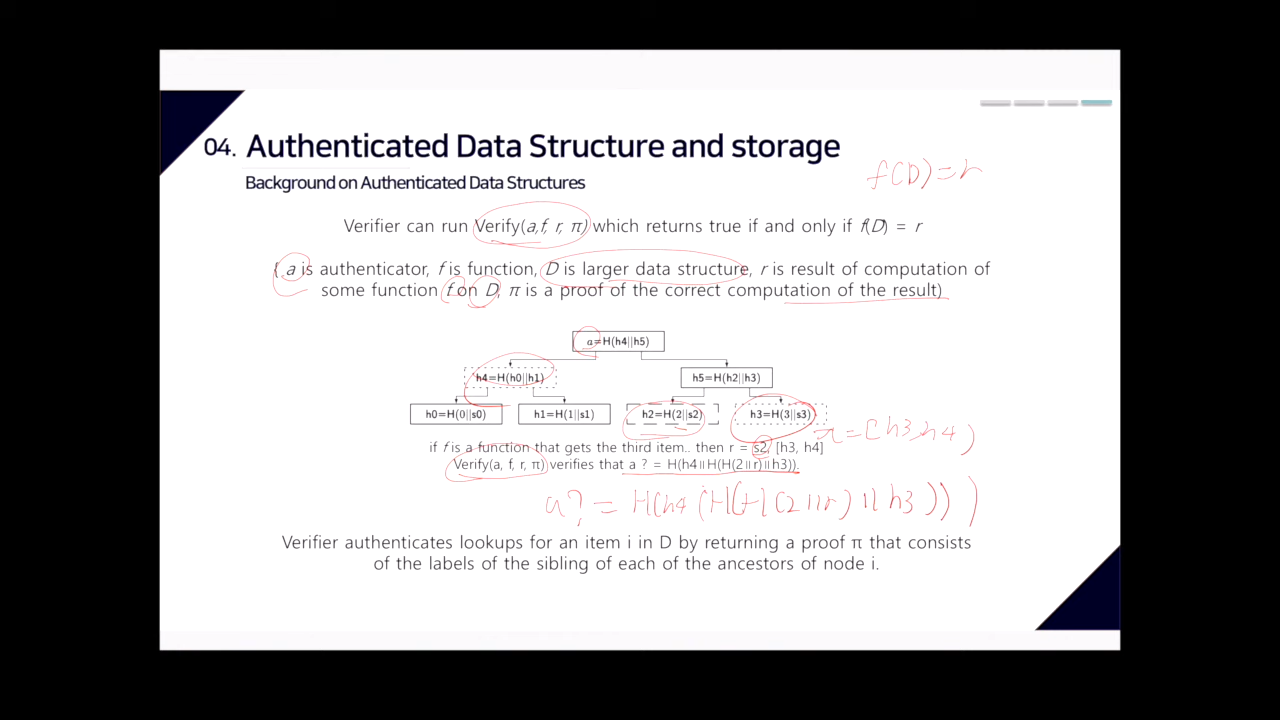 04. Authenticated Data Structure and storage
Background on Authenticated Data Structures
f(D)=r
Verifier can run Verify(a,f, r, π) which returns true if and only if f(D) = r
{ a is authenticator, f is function, D is larger data structure, r is result of computation of
some function f on D, π is a proof of the correct computation of the result)
a=H(h4||h5)
h4=H(h0||h1)
h5=H(h2||h3)
h0=H(0||s0)
h1=H(1||s1)
h2=H(2||s2)
h3=H(3||s3)
π=[h3,h4)
if f is a function that gets the third item.. then r = s2, [h3, h4]
Verify(a, f, r, π) verifies that a ? = H(h4||H(H(2||r)||h3)).
a? = H(h4(H(H(2||r)||h3)))
Verifier authenticates lookups for an item i in D by returning a proof π that consists
of the labels of the sibling of each of the ancestors of node i.